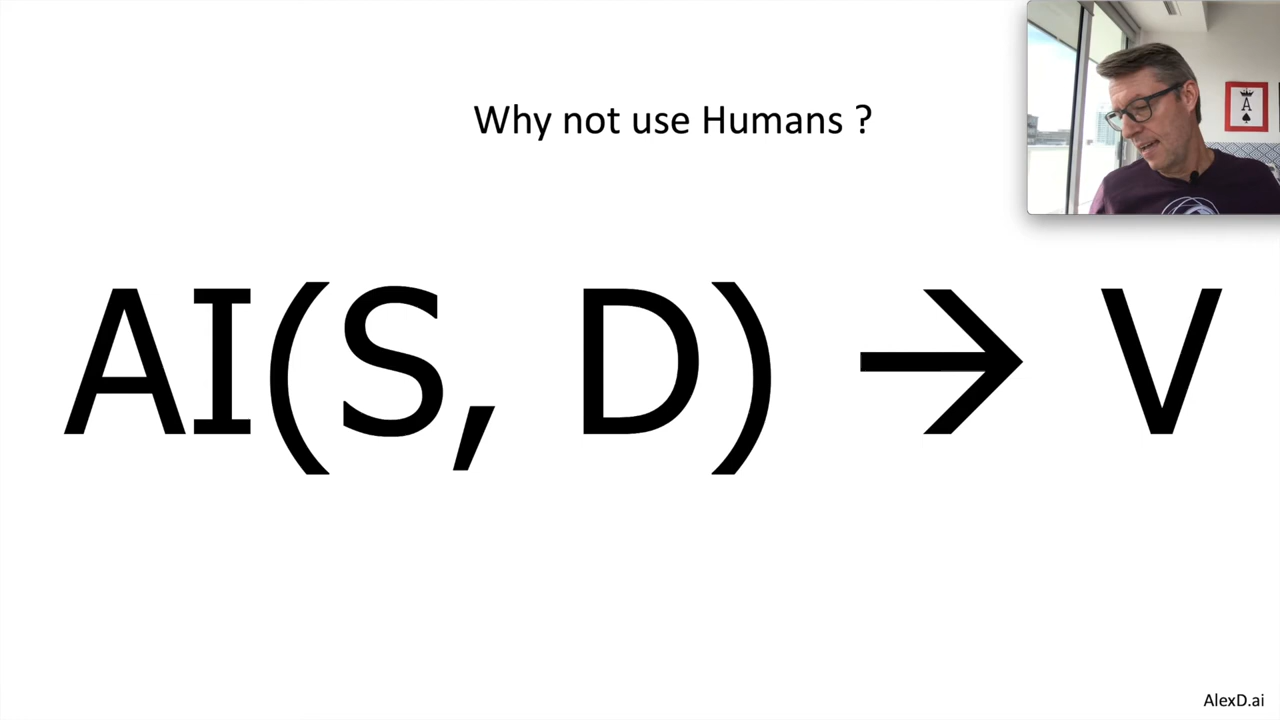 Why not use Humans ?
A
AI(S, D) → V
AlexD.ai